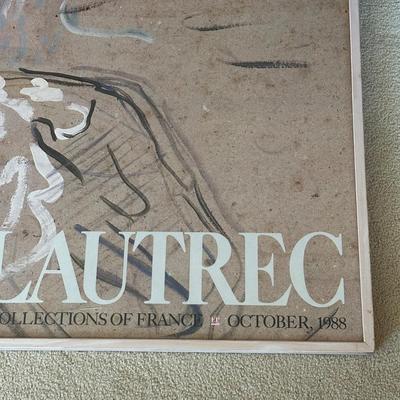 LAUTREC
COLLECTIONS OF FRANCE OCTOBER, 1988